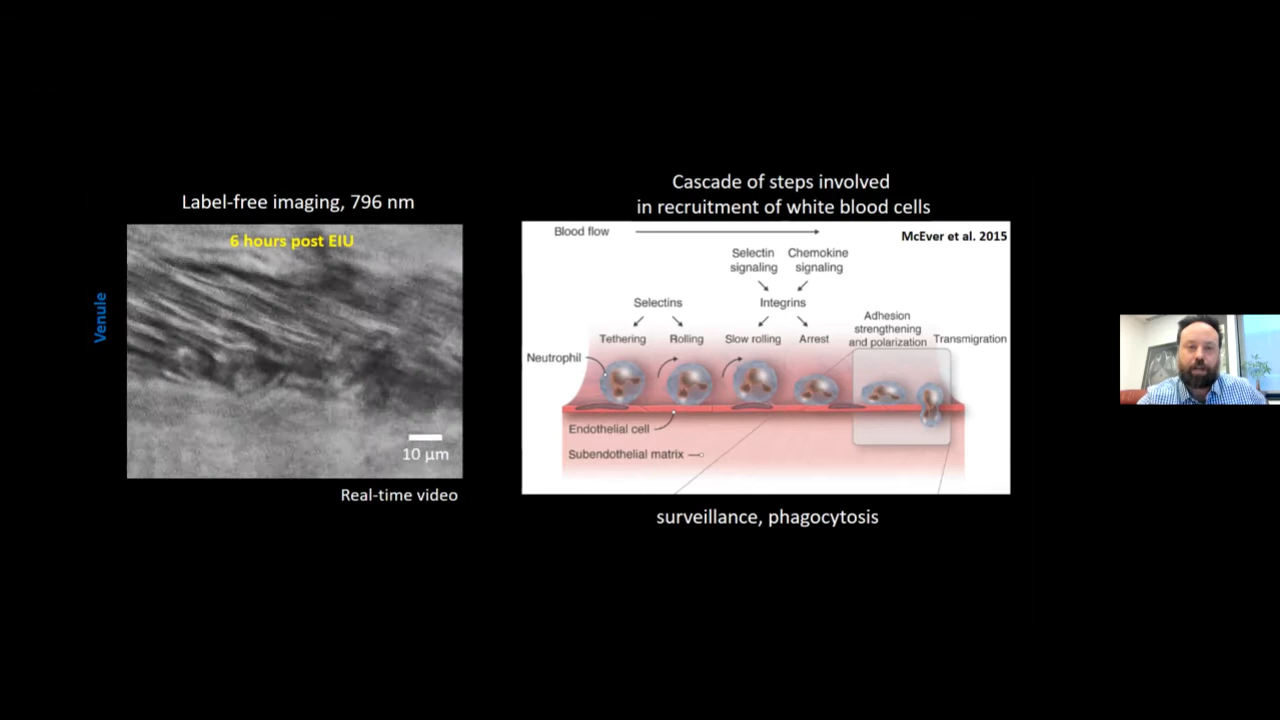 Label-free imaging, 796 nm
6 hours post EIU
Venule
10 µm
Real-time video
Cascade of steps involved
in recruitment of white blood cells
Blood flow
McEver et al. 2015
Selectin
signaling
Chemokine
signaling
Selectins
Integrins
Tethering
Rolling
Slow rolling
Arrest
Adhesion
strengthening
and polarization
Transmigration
Neutrophil
Endothelial cell
Subendothelial matrix
surveillance, phagocytosis